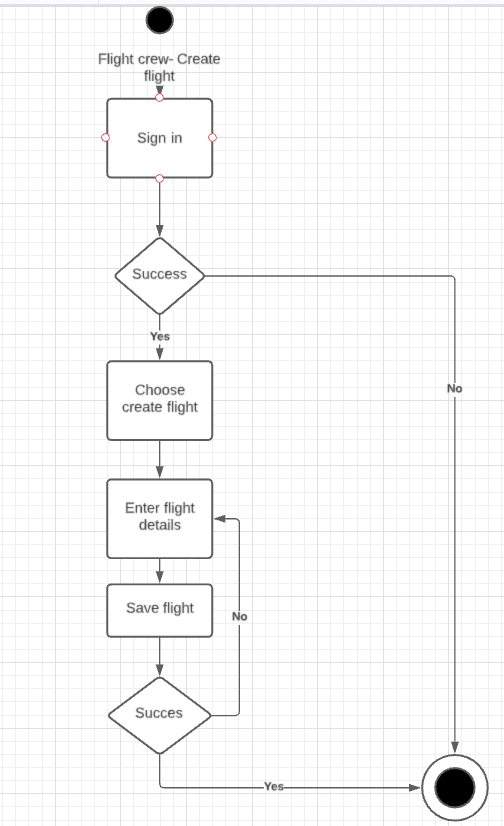 Flight crew- Create
flight
Sign in
Success
Yes
No
Choose
create flight
Enter flight
details
Save flight
No
Succes
Yes